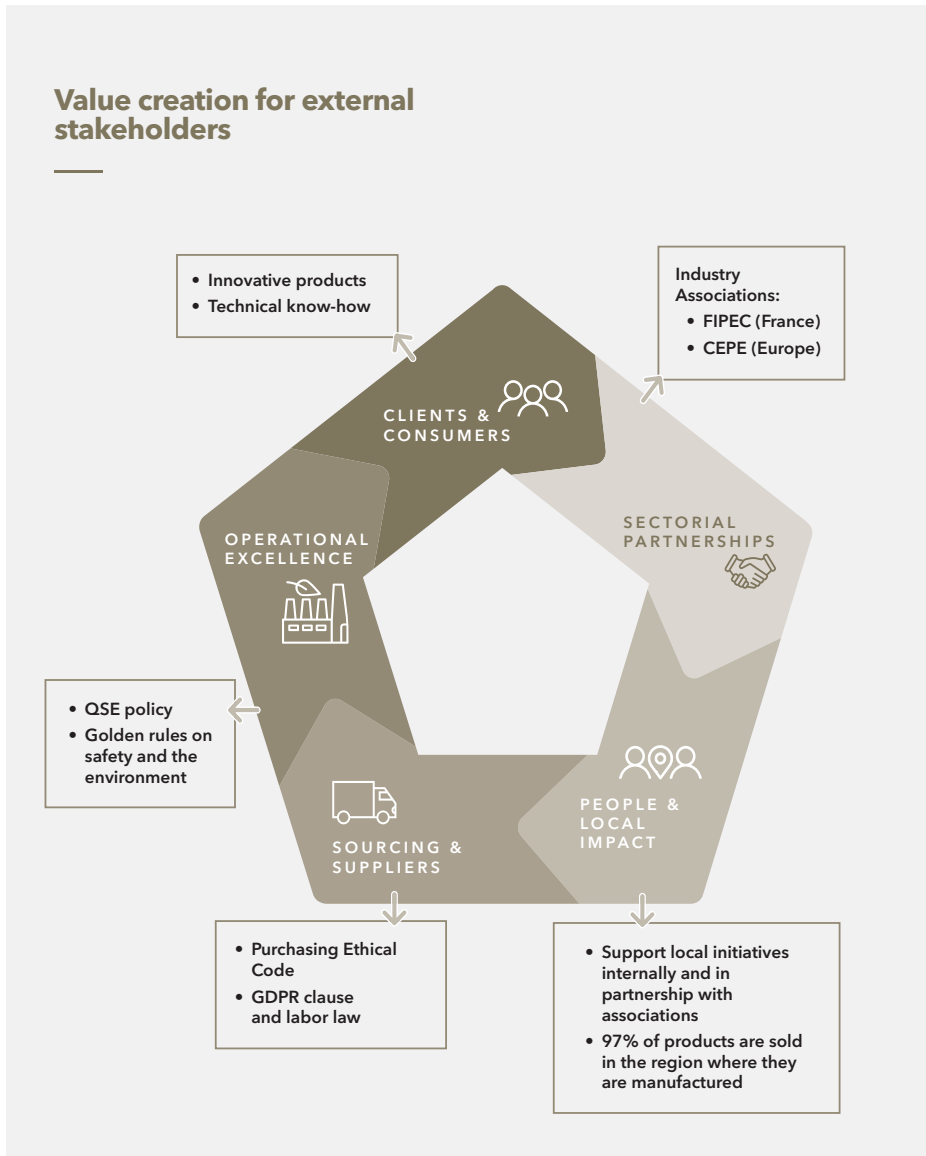 Value creation for external
stakeholders
• Innovative products
• Technical know-how
Industry
Associations:
• FIPEC (France)
• CEPE (Europe)
CLIENTS &
CONSUMERS
SECTORIAL
PARTNERSHIPS
OPERATIONAL
EXCELLENCE
• QSE policy
• Golden rules on
safety and the
environment
PEOPLE &
LOCAL
IMPACT
SOURCING &
SUPPLIERS
• Purchasing Ethical
Code
• GDPR clause
and labor law
• Support local initiatives
internally and in
partnership with
associations
• 97% of products are sold
in the region where they
are manufactured